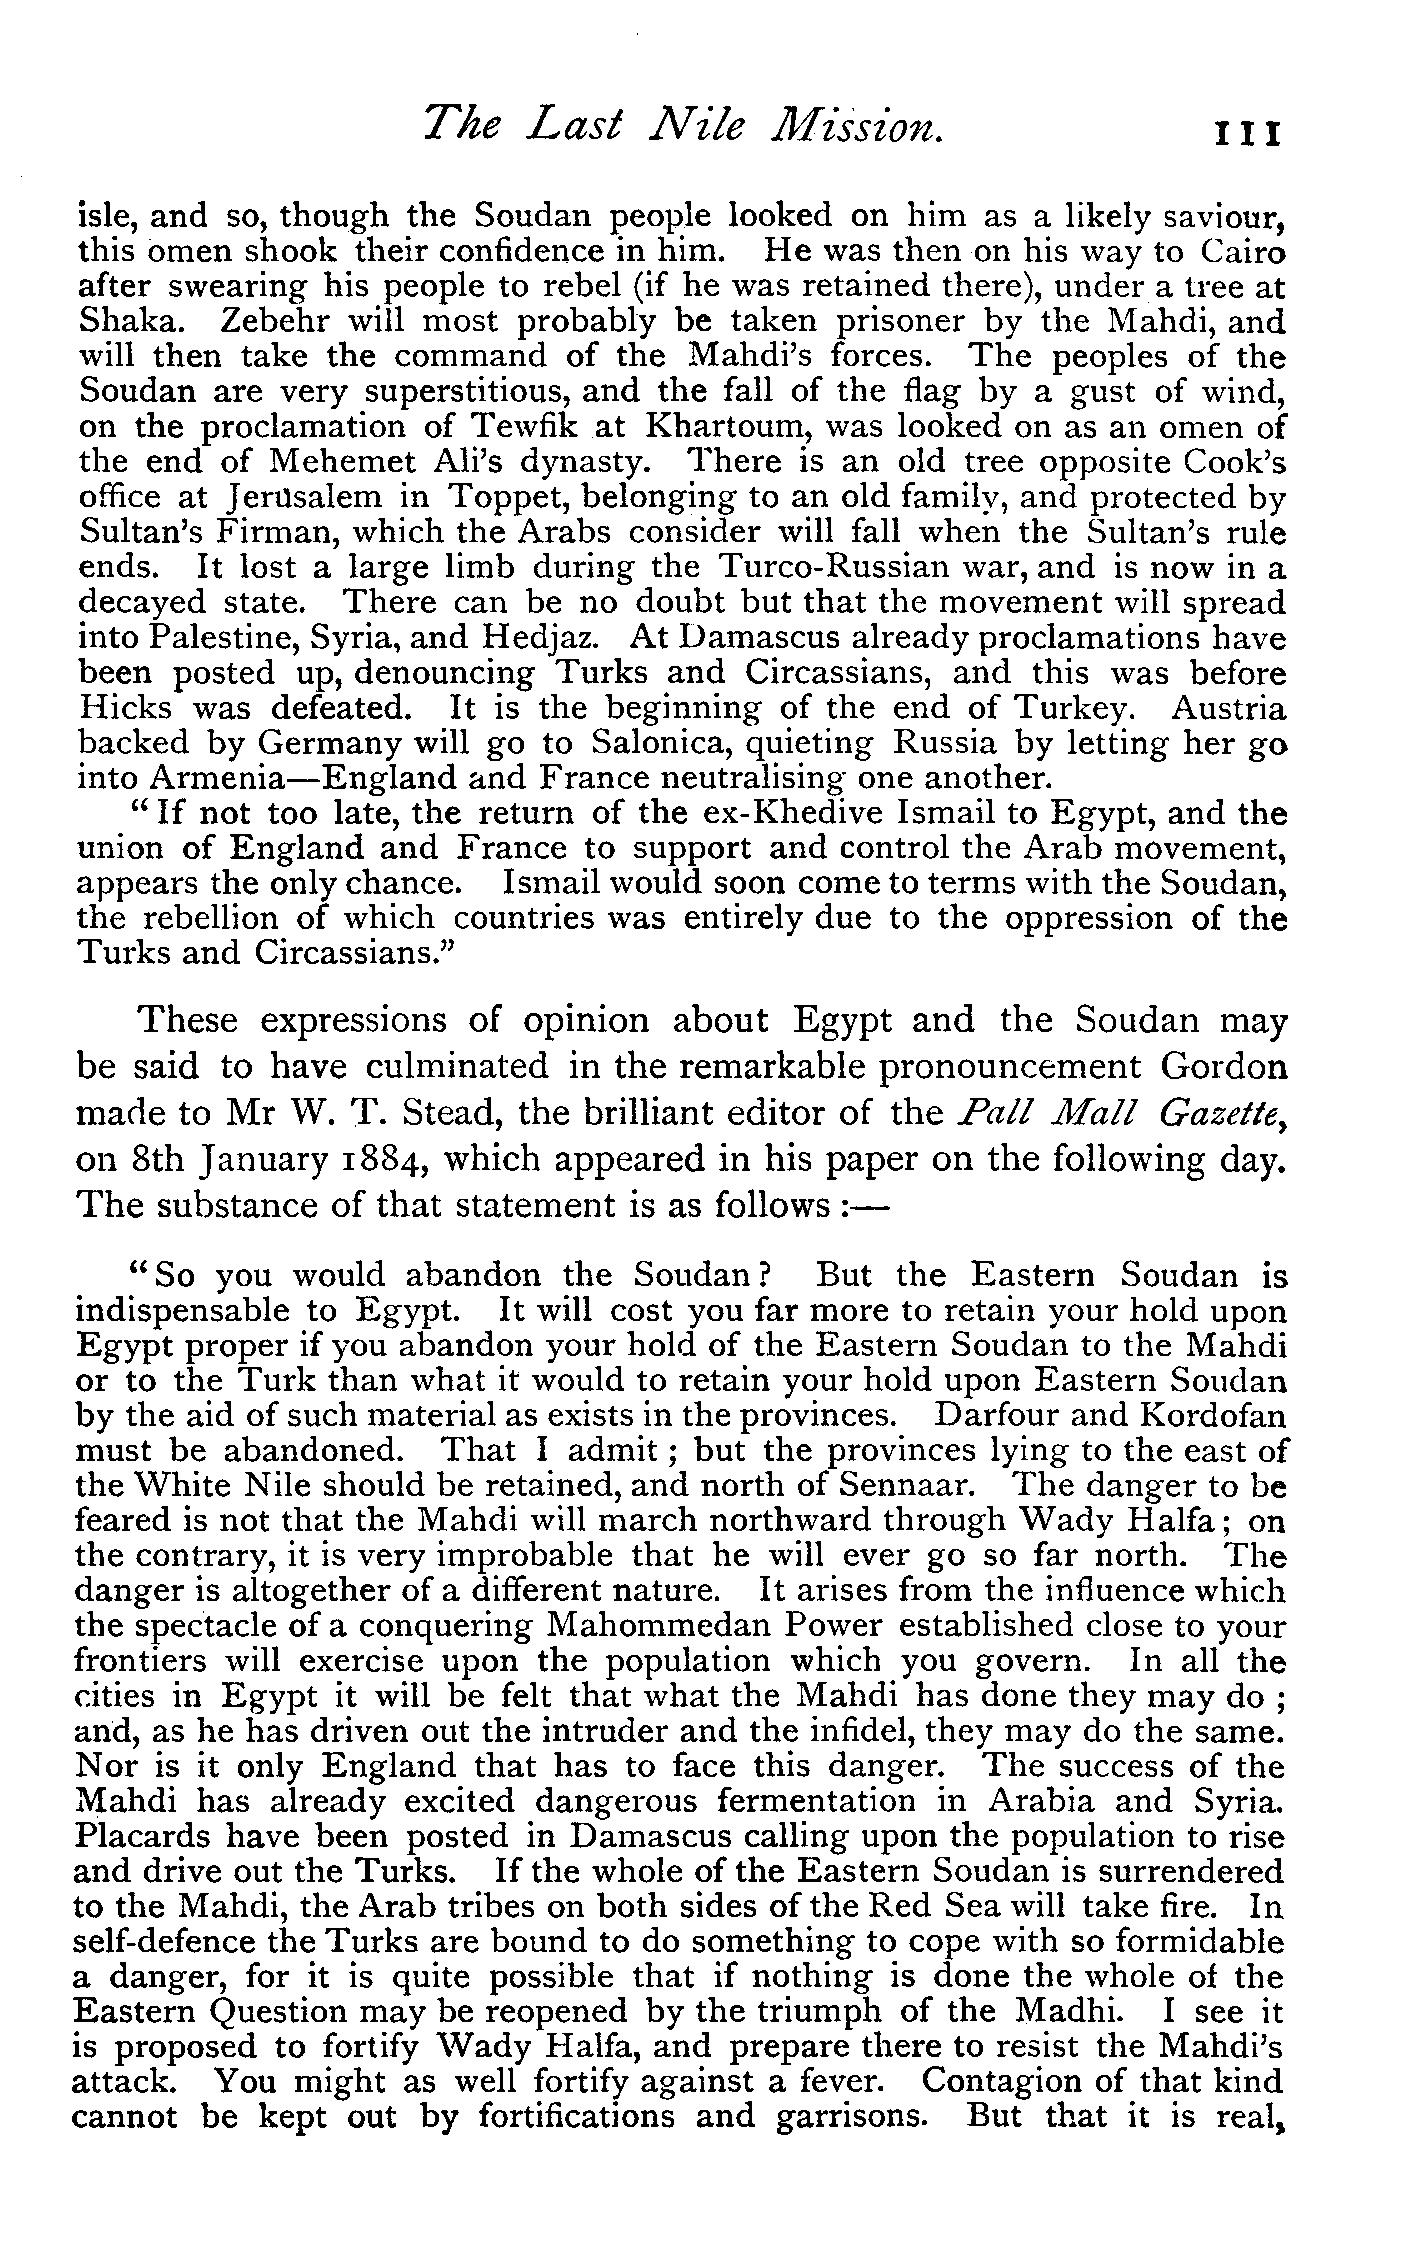 The Last Nile Mission. 111
isle, and so, though the Soudan people looked on him as a likely saviour,
this omen shook their confidence in him. He was then on his way to Cairo
after swearing his people to rebel (if he was retained there), under a tree at
Shaka. Zebehr will most probably be taken prisoner by the Mahdi, and
will then take the command of the Mahdi's forces. The peoples of the
Soudan are very superstitious, and the fall of the flag by a gust of wind,
on the proclamation of Tewfik at Khartoum, was looked on as an omen of
the end of Mehemet Ali's dynasty. There is an old tree opposite Cook's
office at Jerusalem in Toppet, belonging to an old family, and protected by
Sultan's Firman, which the Arabs consider will fall when the Sultan's rule
ends. It lost a large limb during the Turco-Russian war, and is now in a
decayed state. There can be no doubt but that the movement will spread
into Palestine, Syria, and Hedjaz. At Damascus already proclamations have
been posted up, denouncing Turks and Circassians, and this was before
Hicks was defeated. It is the beginning of the end of Turkey. Austria
backed by Germany will go to Salonica, quieting Russia by letting her go
into Armenia—England and France neutralising one another.
"If not too late, the return of the ex-Khedive Ismail to Egypt, and the
union of England and France to support and control the Arab movement,
appears the only chance. Ismail would soon come to terms with the Soudan,
the rebellion of which countries was entirely due to the oppression of the
Turks and Circassians."
These expressions of opinion about Egypt and the Soudan may
be said to have culminated in the remarkable pronouncement Gordon
made to Mr W. T. Stead, the brilliant editor of the Pall Mall Gazette,
on 8th January 1884, which appeared in his paper on the following day.
The substance of that statement is as follows :—
"So you would abandon the Soudan? But the Eastern Soudan is
indispensable to Egypt. It will cost you far more to retain your hold upon
Egypt proper if you abandon your hold of the Eastern Soudan to the Mahdi
or to the Turk than what it would to retain your hold upon Eastern Soudan
by the aid of such material as exists in the provinces. Darfour and Kordofan
must be abandoned. That I admit ; but the provinces lying to the east of
the White Nile should be retained, and north of Sennaar. The danger to be
feared is not that the Mahdi will march northward through Wady Halfa ; on
the contrary, it is very improbable that he will ever go so far north. The
danger is altogether of a different nature. It arises from the influence which
the spectacle of a conquering Mahommedan Power established close to your
frontiers will exercise upon the population which you govern. In all the
cities in Egypt it will be felt that what the Mahdi has done they may do ;
and, as he has driven out the intruder and the infidel, they may do the same.
Nor is it only England that has to face this danger. The success of the
Mahdi has already excited dangerous fermentation in Arabia and Syria.
Placards have been posted in Damascus calling upon the population to rise
and drive out the Turks. If the whole of the Eastern Soudan is surrendered
to the Mahdi, the Arab tribes on both sides of the Red Sea will take fire. In
self-defence the Turks are bound to do something to cope with so formidable
a danger, for it is quite possible that if nothing is done the whole of the
Eastern Question may be reopened by the triumph of the Madhi. I see it
is proposed to fortify Wady Halfa, and prepare there to resist the Mahdi's
attack. You might as well fortify against a fever. Contagion of that kind
cannot be kept out by fortifications and garrisons. But that it is real,